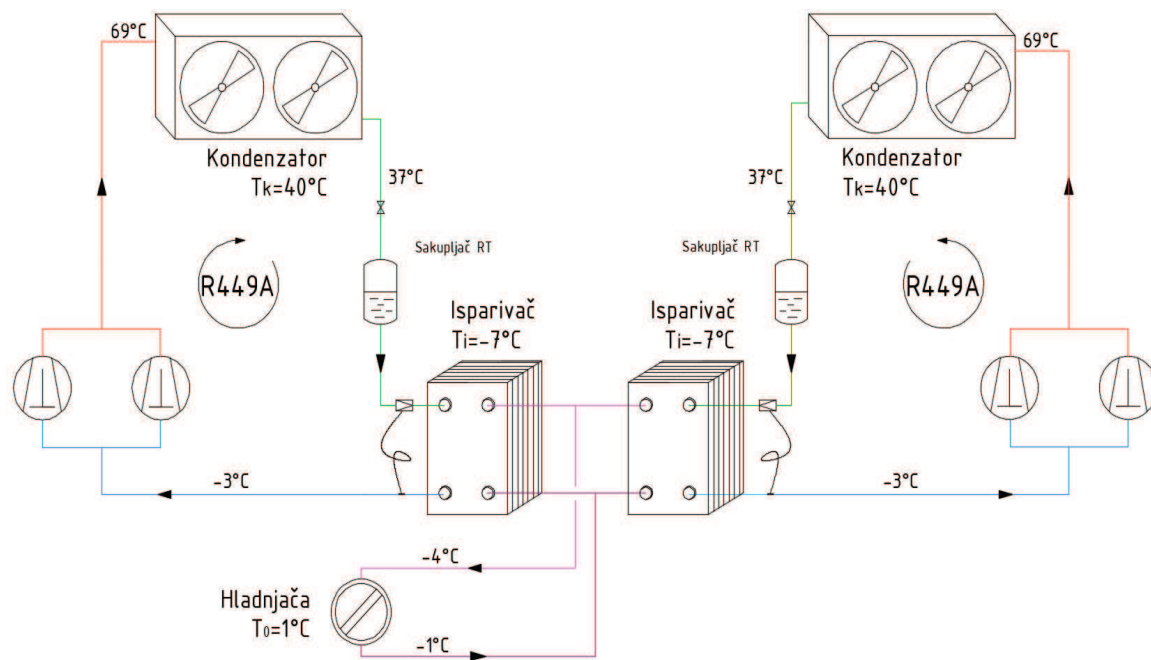 69°C
69°C
Kondenzator
Tk=40°C
Kondenzator
Tk=40°C
37°C
37°C
Sakupljač RT
Sakupljač RT
R449A
R449A
Isparivač
Ti=-7°C
Isparivač
Ti=-7°C
-3°C
-3°C
-4°C
Hladnjača
T0=1°C
-1°C